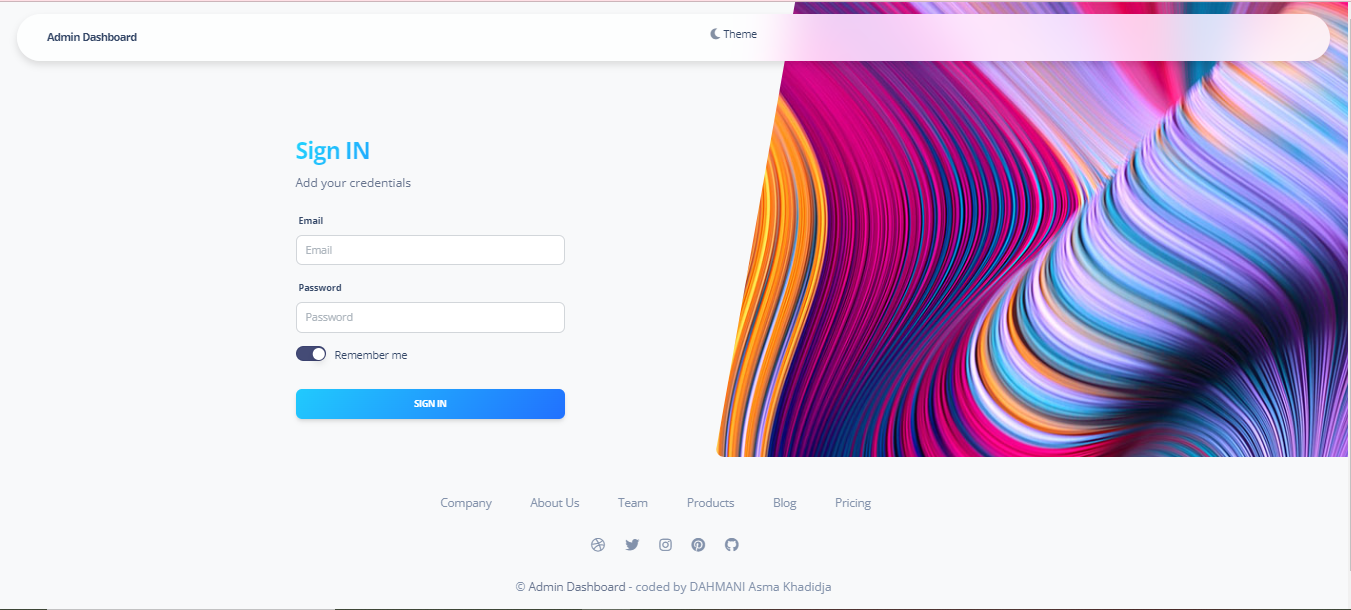 Admin Dashboard
Theme
Sign IN
Add your credentials
Email
Email
Password
Password
Remember me
SIGN IN
Company About Us Team Products Blog Pricing
© Admin Dashboard - coded by DAHMANI Asma Khadidja